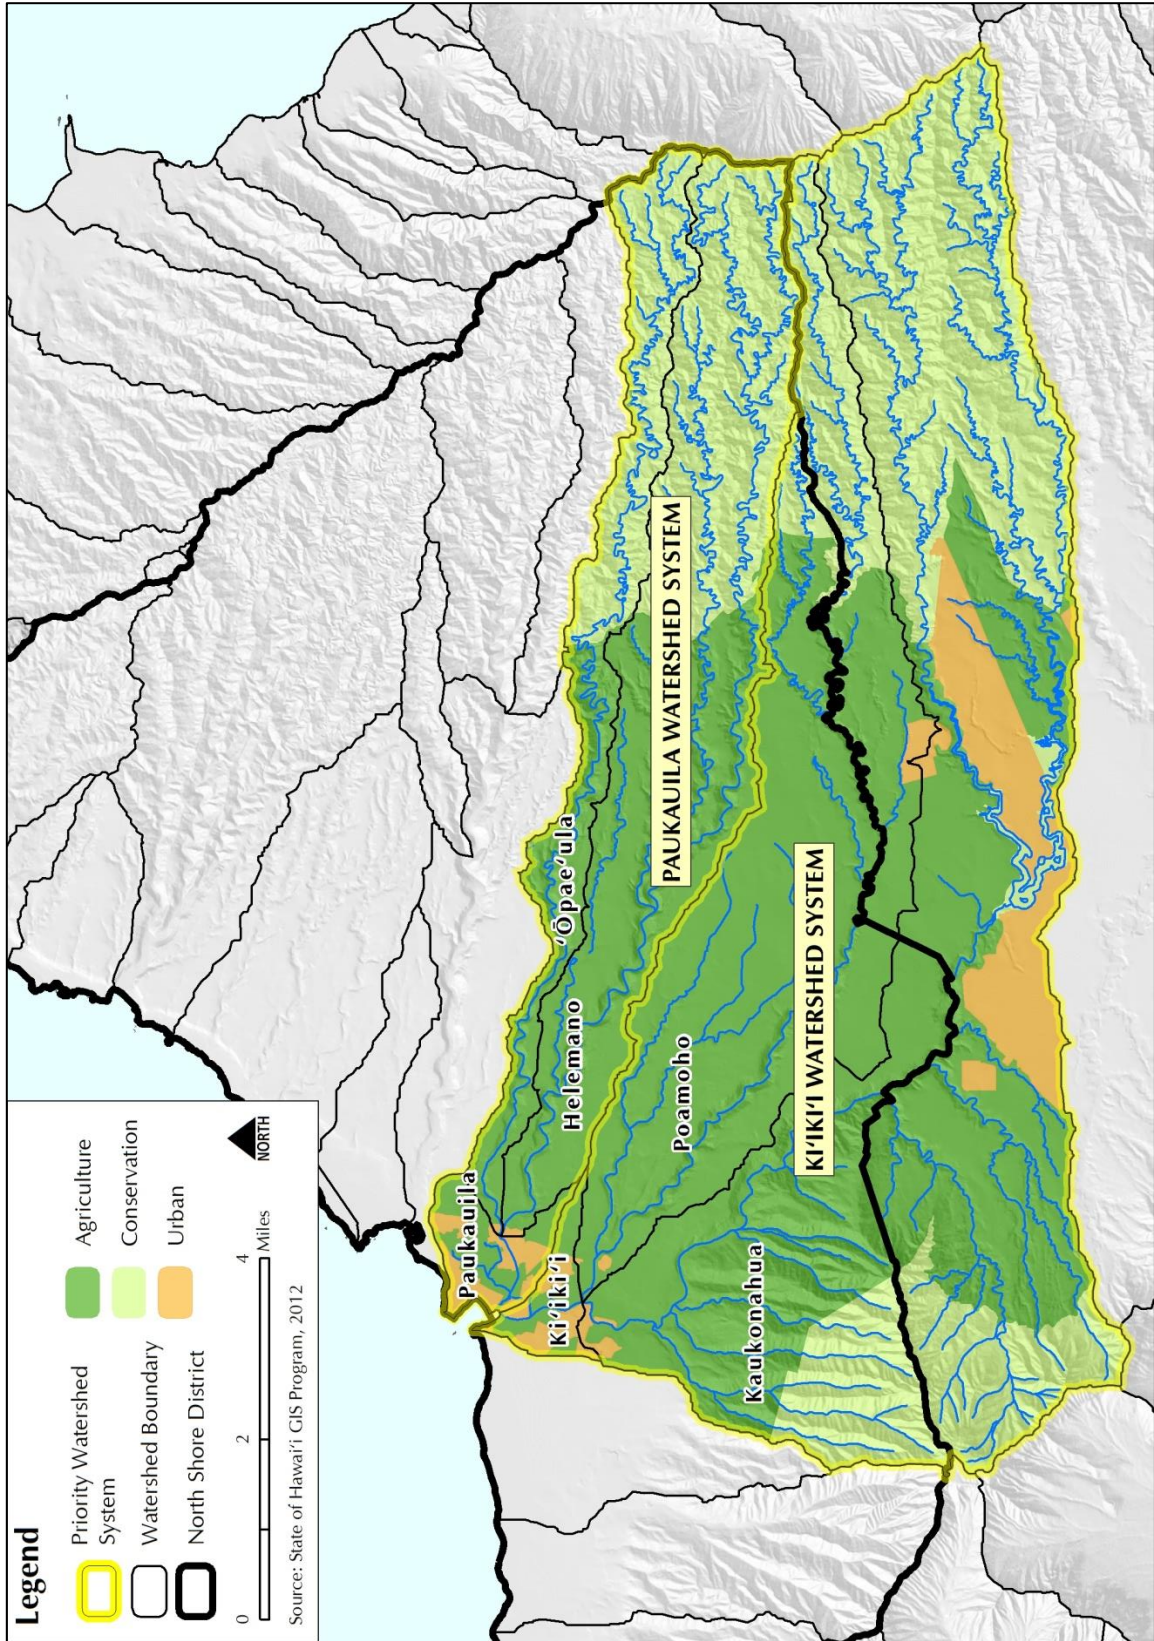 Legend
Priority Watershed
System
Watershed Boundary
North Shore District
Agriculture
Conservation
Urban
0
2
4
Miles
NORTH
Source: State of Hawai‘i GIS Program, 2012
Paukauila
Ki‘iki‘i
Helemano
‘Ōpae‘ula
Poamoho
Kaukonahua
PAUKAUILA WATERSHED SYSTEM
KI‘IKI‘I WATERSHED SYSTEM